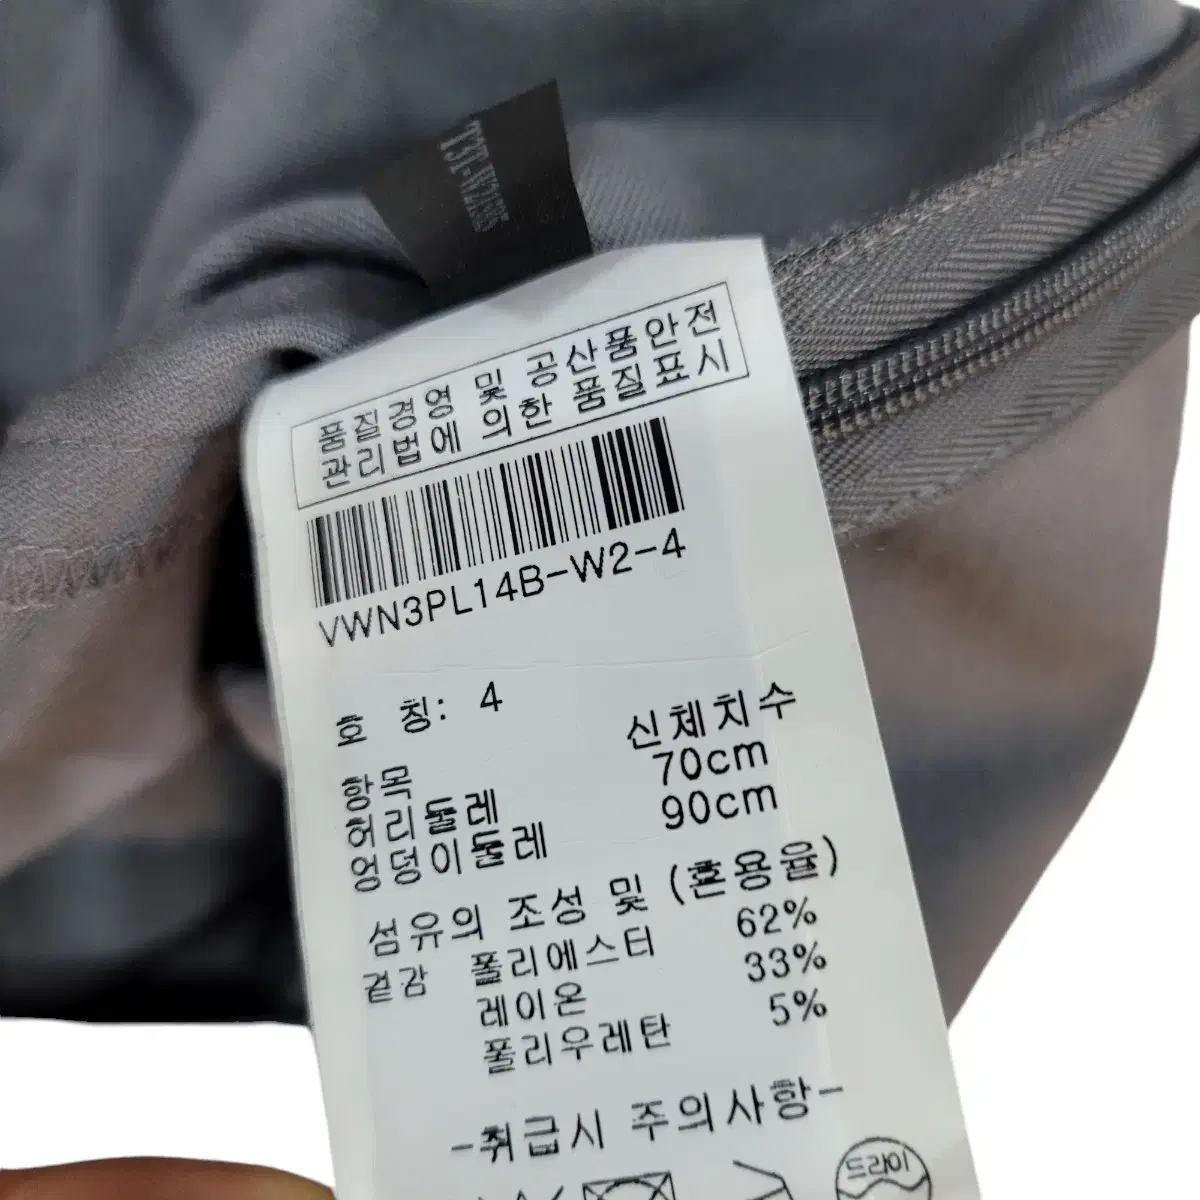 품질경영 및 공산품안전
관리법에 의한 품질표시
VWN3PL14B-W2-4
호 칭: 4
항목 신체치수
허리둘레 70cm
엉덩이둘레 90cm
섬유의 조성 및 (혼용율)
겉감 폴리에스터 62%
레이온 33%
폴리우레탄 5%
-취급시 주의사항-
드라이